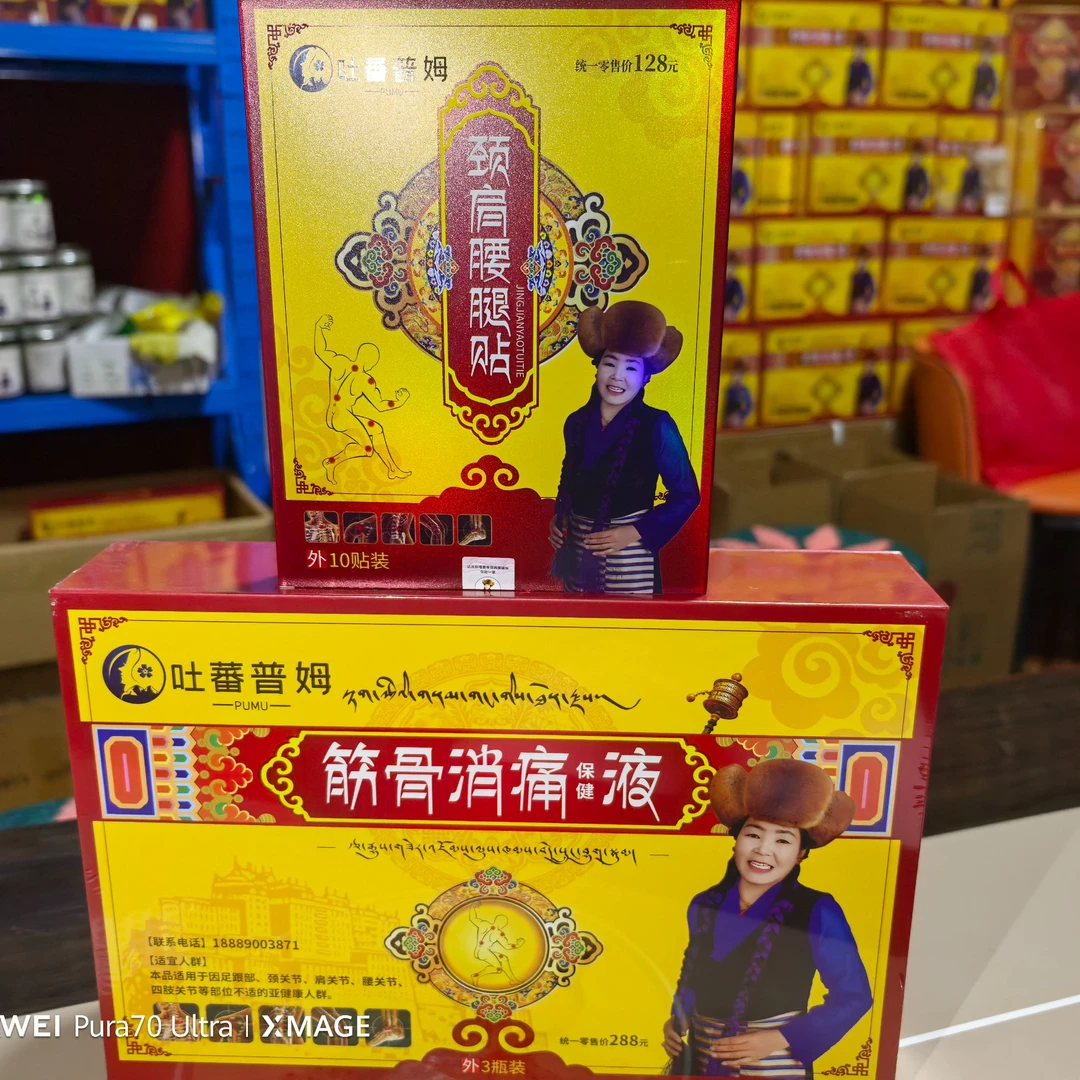 吐蕃普姆
PUMU
统一零售价128元
颈肩腰腿贴
JINGJIANYAOTUITIE
外10贴装
吐蕃普姆
PUMU
筋骨消痛保健液
【联系电话】18889003871
【适宜人群】
本品适用于因足跟部、颈关节、肩关节、腰关节、
四肢关节等部位不适的亚健康人群。
统一零售价288元
外3瓶装
WEI Pura70 Ultra | XMAGE